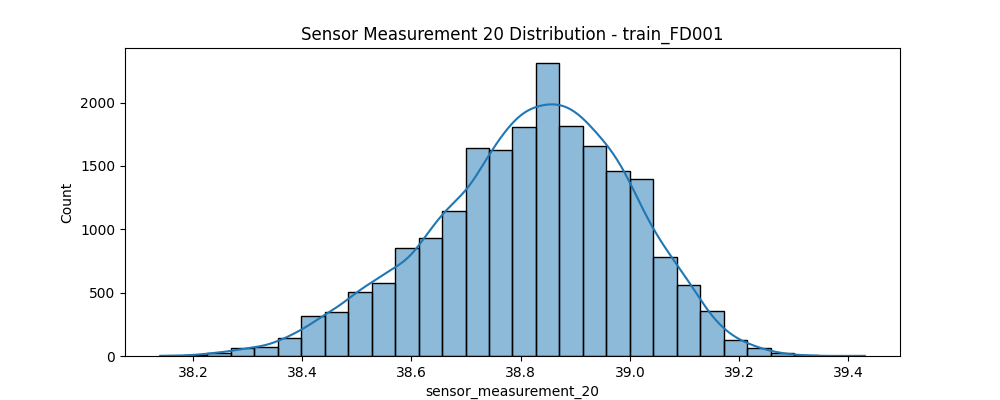 Sensor Measurement 20 Distribution - train_FD001
2000
1500
1000
500
0
Count
38.2 38.4 38.6 38.8 39.0 39.2 39.4
sensor_measurement_20